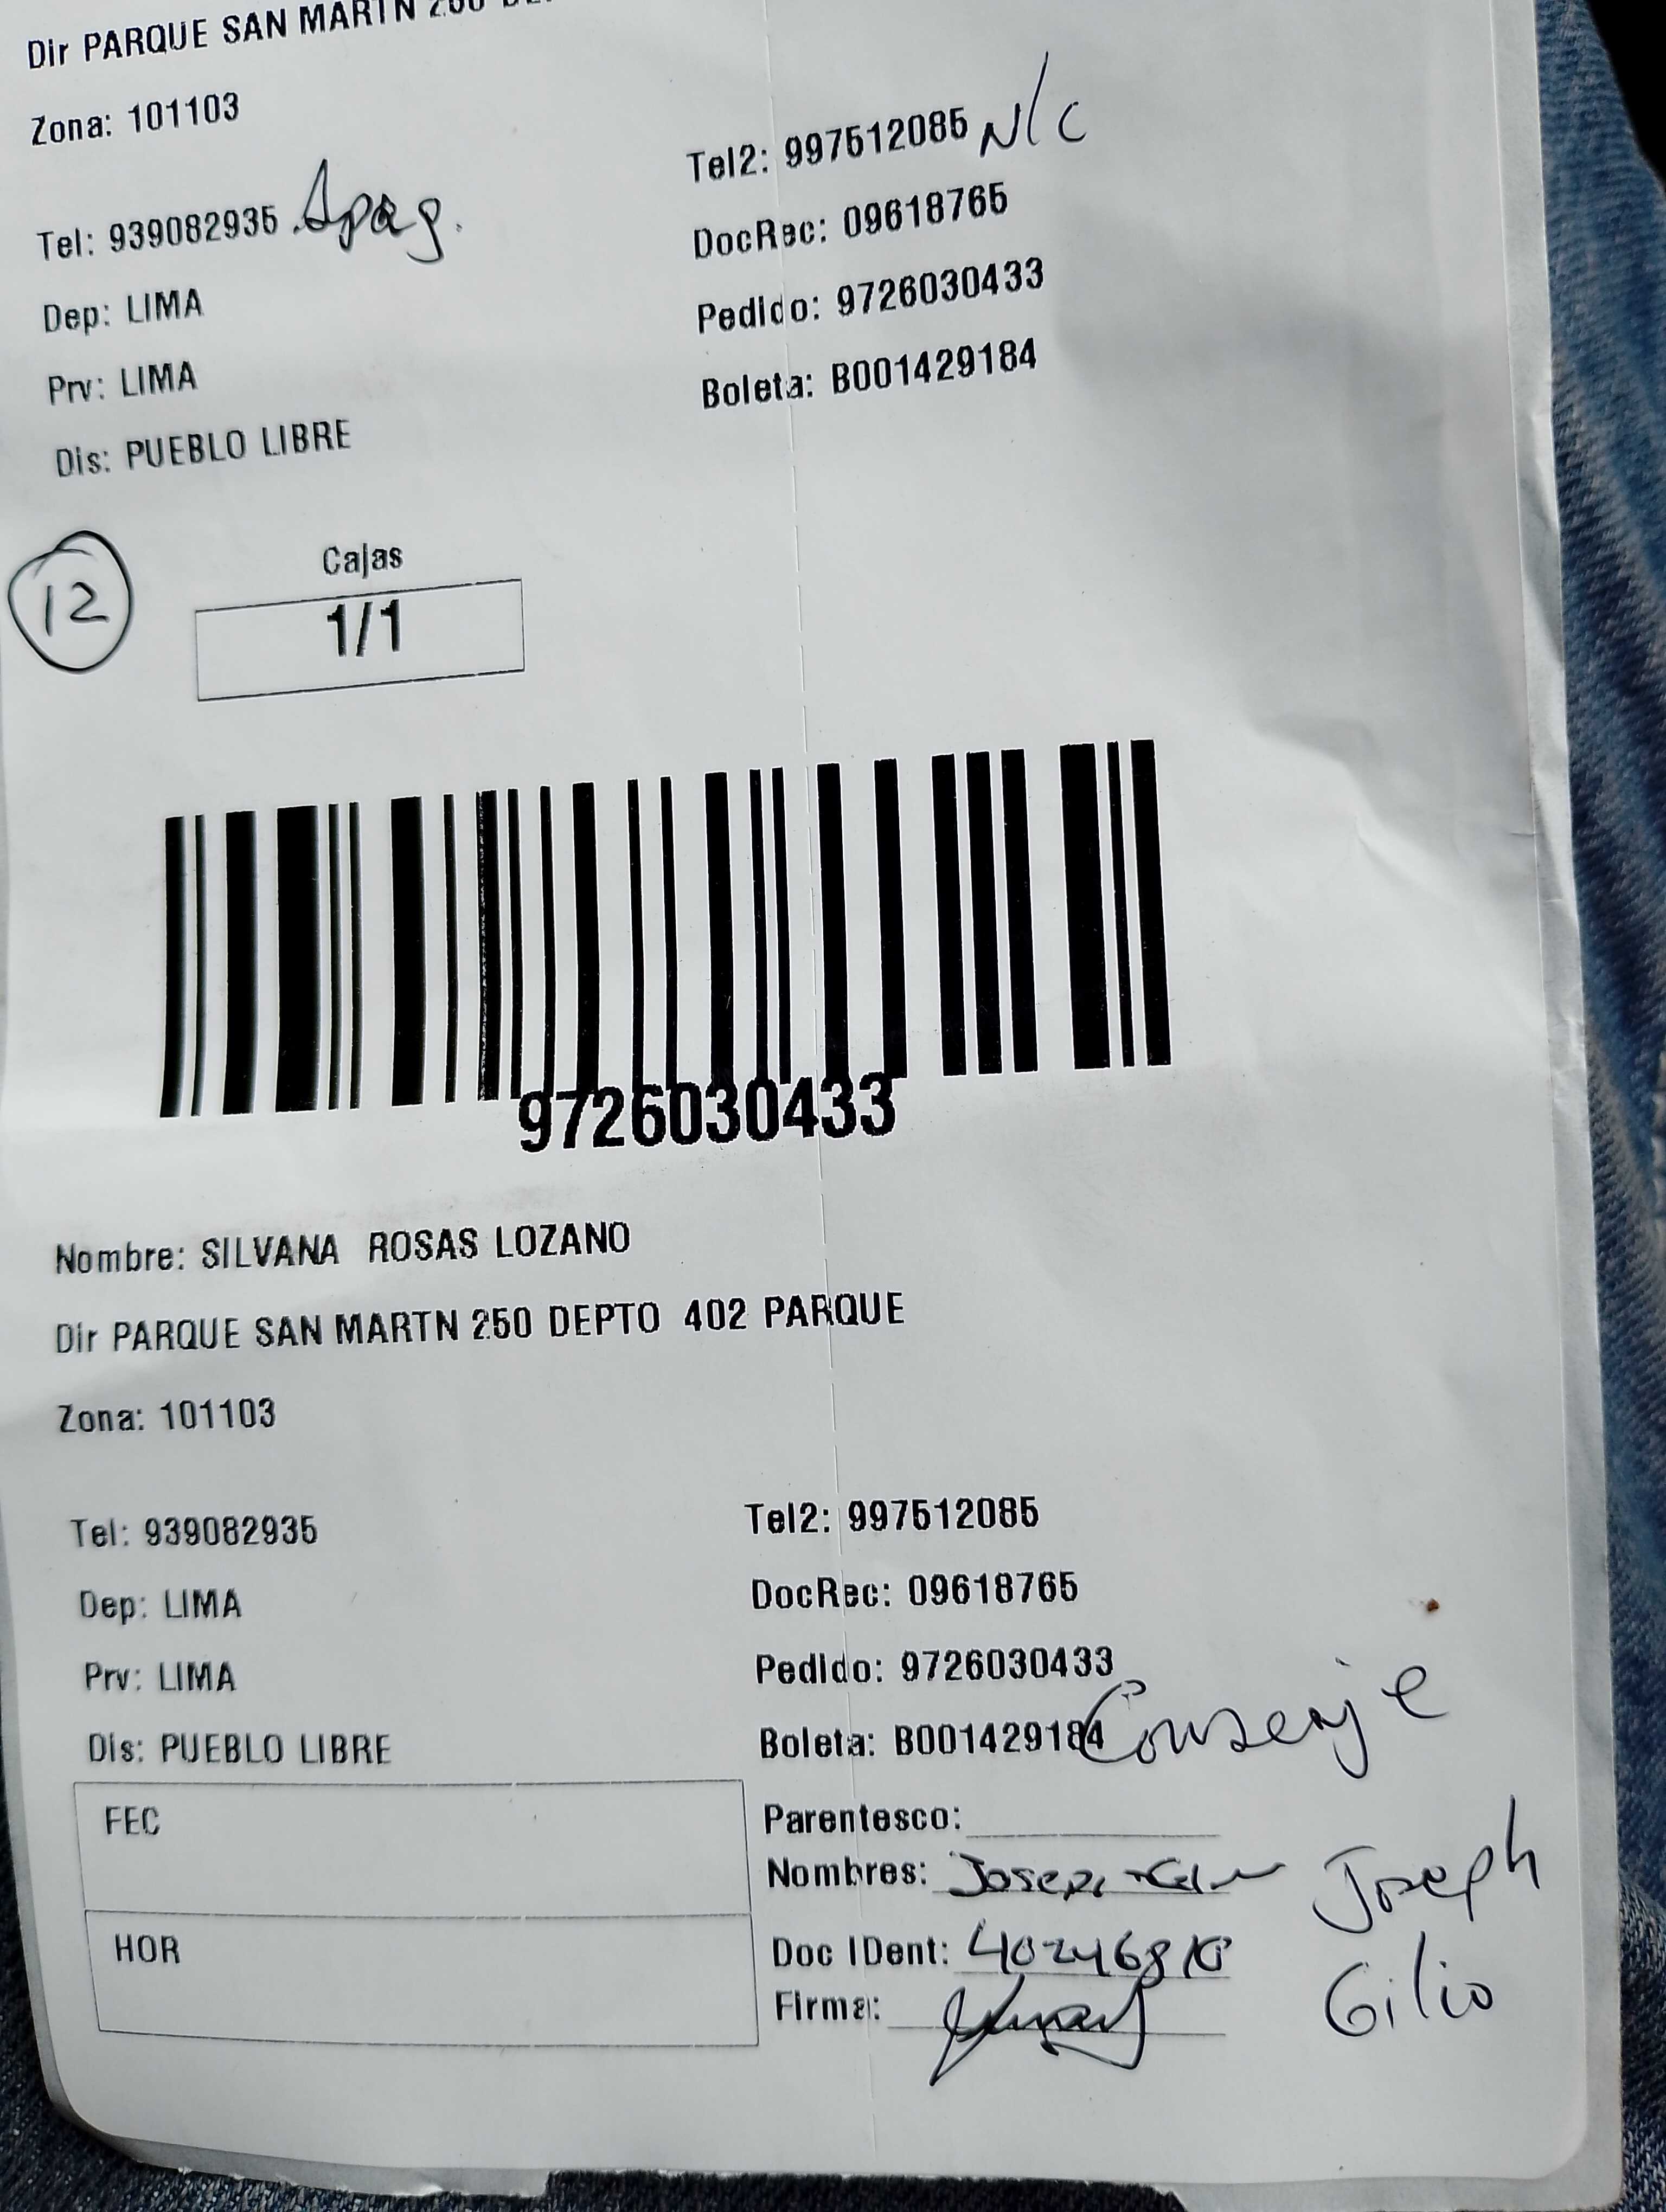 Dir PARQUE SAN MARTN 250
Zona: 101103
Tel2: 997512085 N/C
Tel: 939082935 Apag.
DocRec: 09618765
Dep: LIMA
Pedido: 9726030433
Prv: LIMA
Boleta: B001429184
Dis: PUEBLO LIBRE
12
Cajas
1/1
9726030433
Nombre: SILVANA ROSAS LOZANO
Dir PARQUE SAN MARTN 250 DEPTO 402 PARQUE
Zona: 101103
Tel: 939082935
Tel2: 997512085
Dep: LIMA
DocRec: 09618765
Prv: LIMA
Pedido: 9726030433
Dis: PUEBLO LIBRE
Boleta: B001429184
Conserje
FEC
Parentesco:
Nombres: Joseph
Joseph
HOR
Doc IDent:
Gilio
Firma: